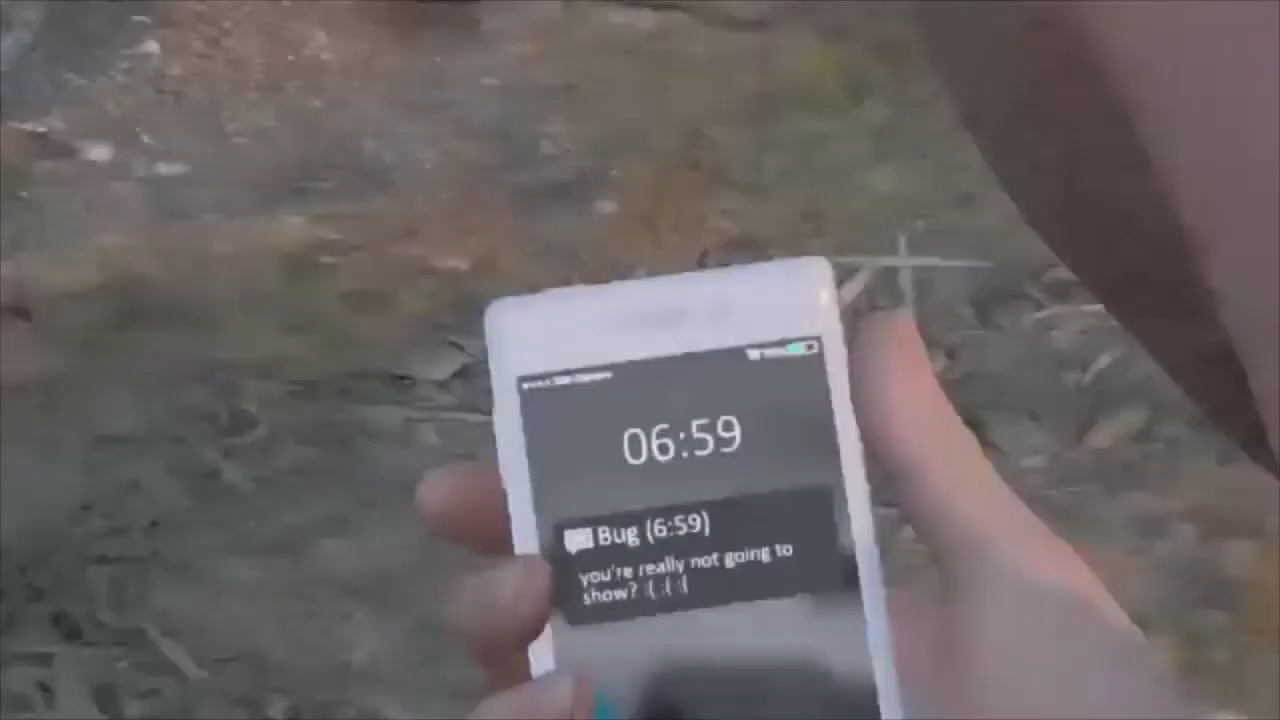 06:59
Bug (6:59)
you're really not going to
show? :( :( :(